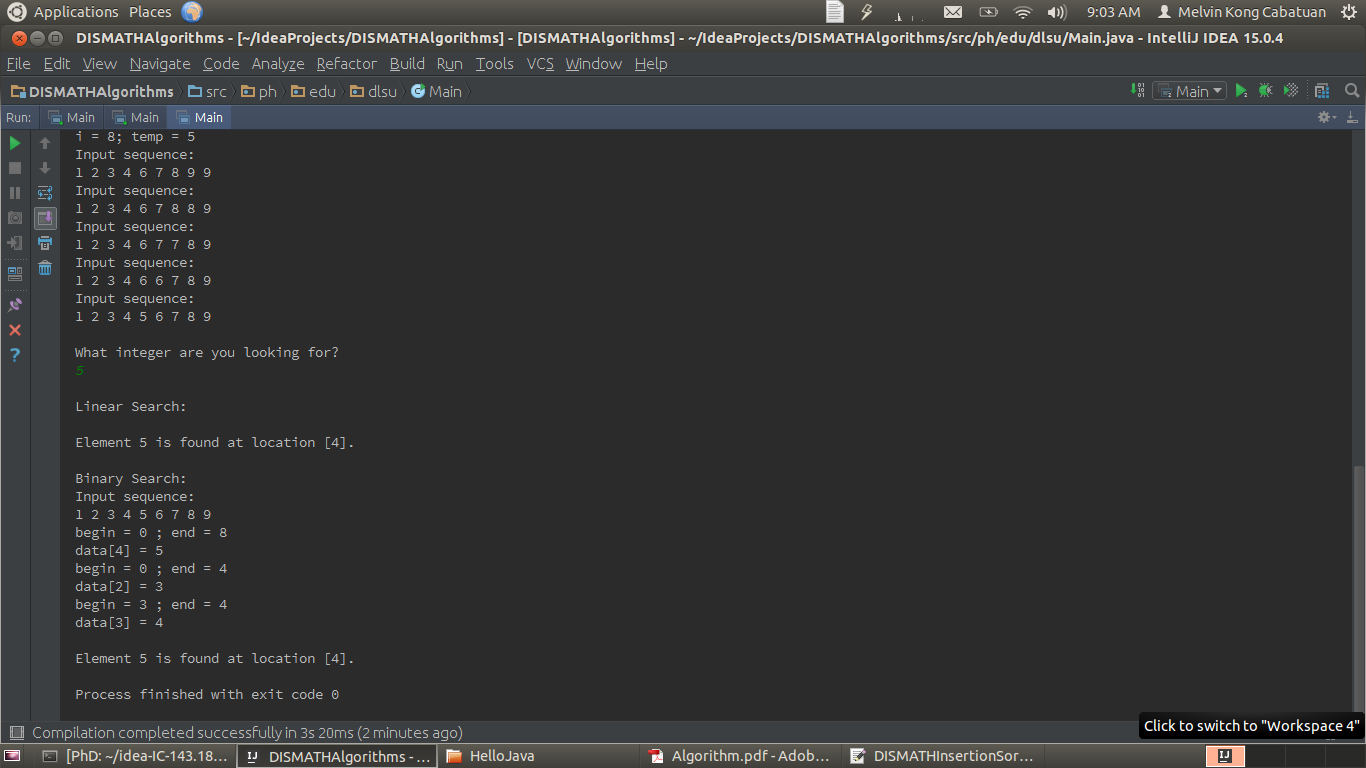 Applications Places 9:03 AM Melvin Kong Cabatuan
DISMATHAlgorithms - [~/IdeaProjects/DISMATHAlgorithms] - [DISMATHAlgorithms] - ~/IdeaProjects/DISMATHAlgorithms/src/ph/edu/dlsu/Main.java - IntelliJ IDEA 15.0.4
File Edit View Navigate Code Analyze Refactor Build Run Tools VCS Window Help
DISMATHAlgorithms src ph edu dlsu Main Main
Run: Main Main Main
i = 8; temp = 5
Input sequence:
1 2 3 4 6 7 8 9 9
Input sequence:
1 2 3 4 6 7 8 8 9
Input sequence:
1 2 3 4 6 7 7 8 9
Input sequence:
1 2 3 4 6 6 7 8 9
Input sequence:
1 2 3 4 5 6 7 8 9
What integer are you looking for?
5
Linear Search:
Element 5 is found at location [4].
Binary Search:
Input sequence:
1 2 3 4 5 6 7 8 9
begin = 0 ; end = 8
data[4] = 5
begin = 0 ; end = 4
data[2] = 3
begin = 3 ; end = 4
data[3] = 4
Element 5 is found at location [4].
Process finished with exit code 0
Click to switch to "Workspace 4"
Compilation completed successfully in 3s 20ms (2 minutes ago)
[PhD: ~/idea-IC-143.18... DISMATHAlgorithms - ... HelloJava Algorithm.pdf - Adob... DISMATHInsertionSor...